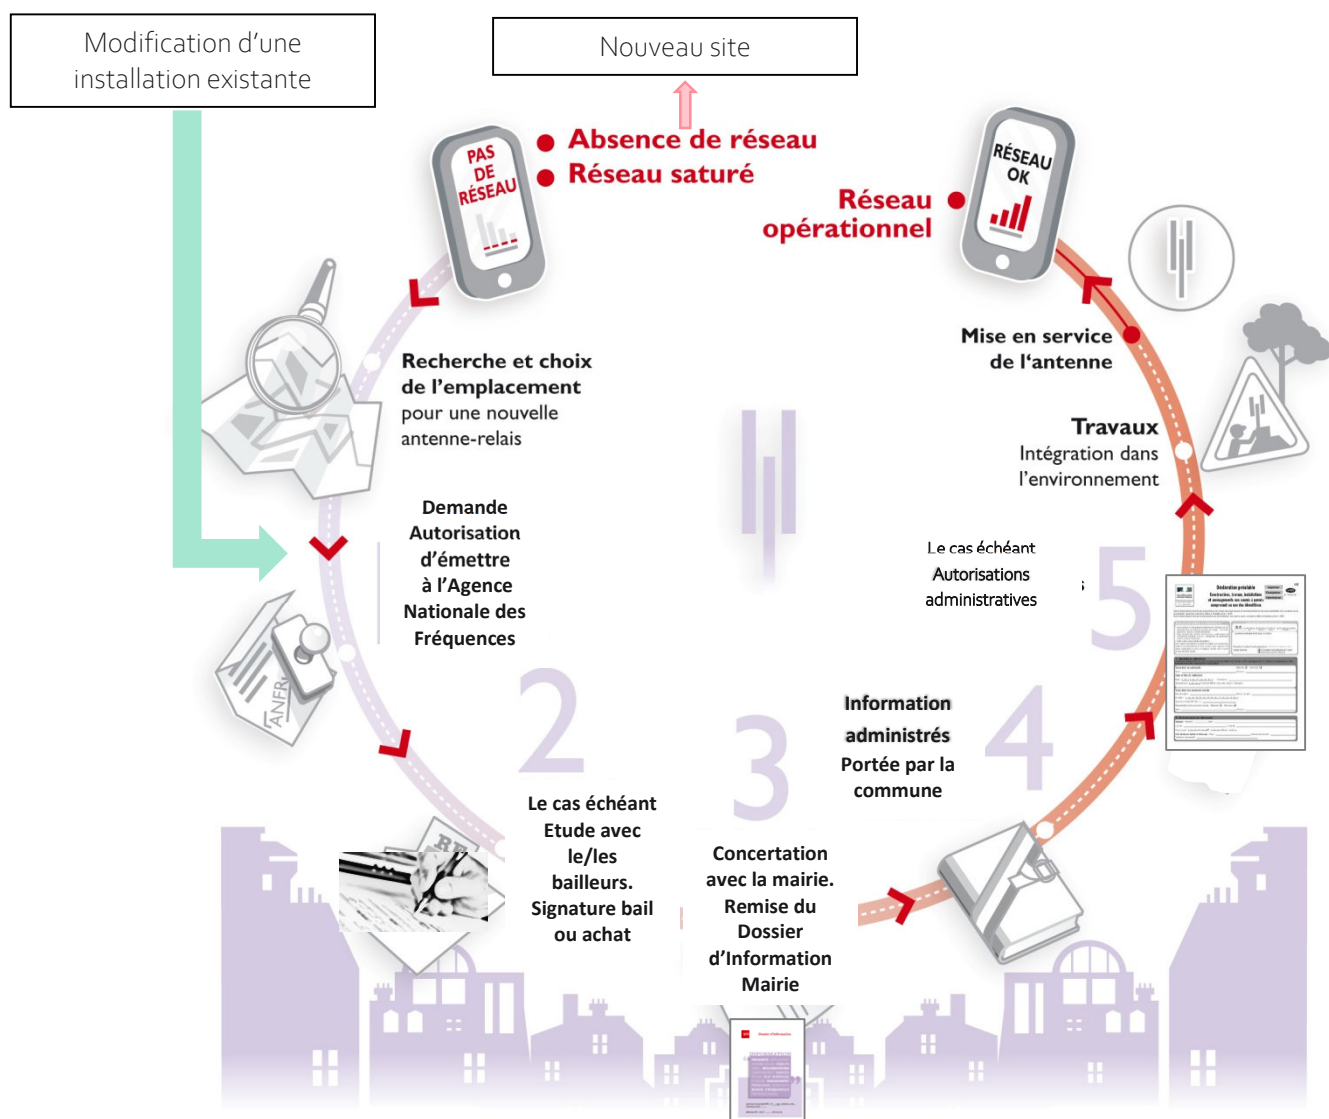 Modification d'une
installation existante
Nouveau site
PAS
DE
RÉSEAU
Absence de réseau
Réseau saturé
RÉSEAU
OK
Réseau
opérationnel
Recherche et choix
de l'emplacement
pour une nouvelle
antenne-relais
Mise en service
de l'antenne
Travaux
Intégration dans
l'environnement
Demande
Autorisation
d'émettre
à l'Agence
Nationale des
Fréquences
ANFR
Le cas échéant
Autorisations
administratives
5
Déclaration préalable
2
Le cas échéant
Etude avec
le/les
bailleurs.
Signature bail
ou achat
3
Concertation
avec la mairie.
Remise du
Dossier
d'Information
Mairie
4
Information
administrés
Portée par la
commune
Dossier d'Information